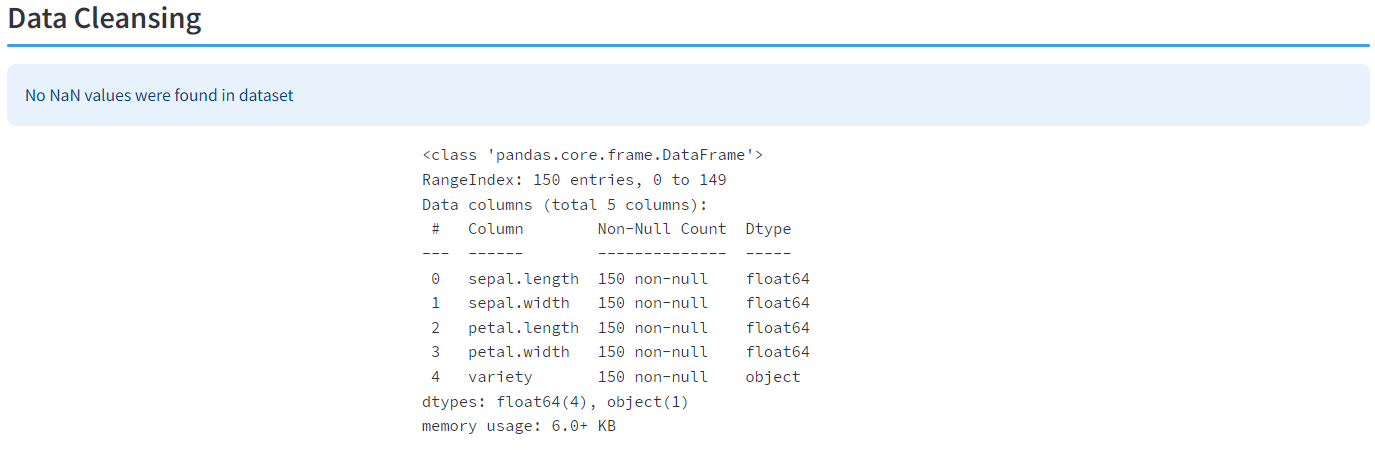 Data Cleansing
No NaN values were found in dataset
<class 'pandas.core.frame.DataFrame'>
RangeIndex: 150 entries, 0 to 149
Data columns (total 5 columns):
 #   Column        Non-Null Count  Dtype
---  ------        --------------  -----
 0   sepal.length  150 non-null    float64
 1   sepal.width   150 non-null    float64
 2   petal.length  150 non-null    float64
 3   petal.width   150 non-null    float64
 4   variety       150 non-null    object
dtypes: float64(4), object(1)
memory usage: 6.0+ KB